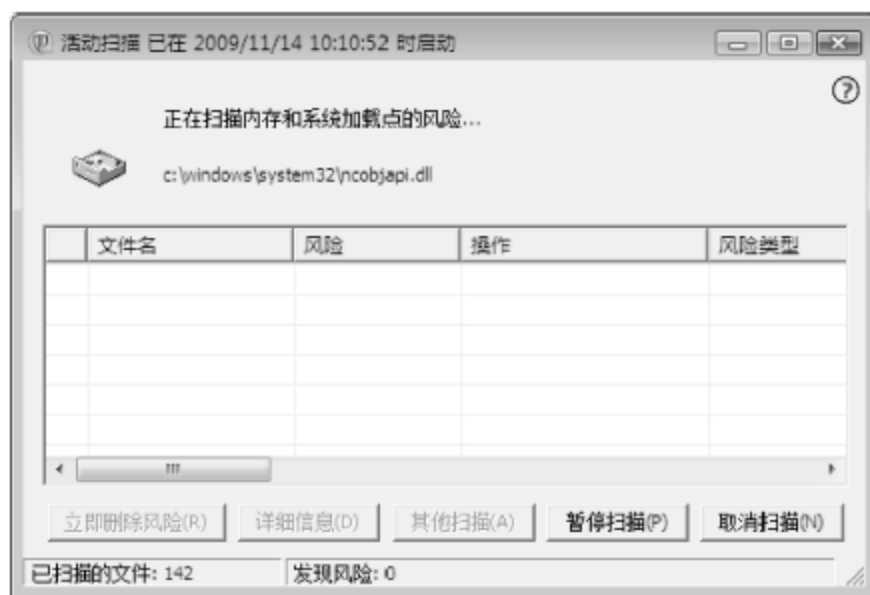 活动扫描 已在 2009/11/14 10:10:52 时启动
正在扫描内存和系统加载点的风险...
c:\windows\system32\ncobjapi.dll
文件名 风险 操作 风险类型
立即删除风险(R) 详细信息(D) 其他扫描(A) 暂停扫描(P) 取消扫描(N)
已扫描的文件: 142 发现风险: 0